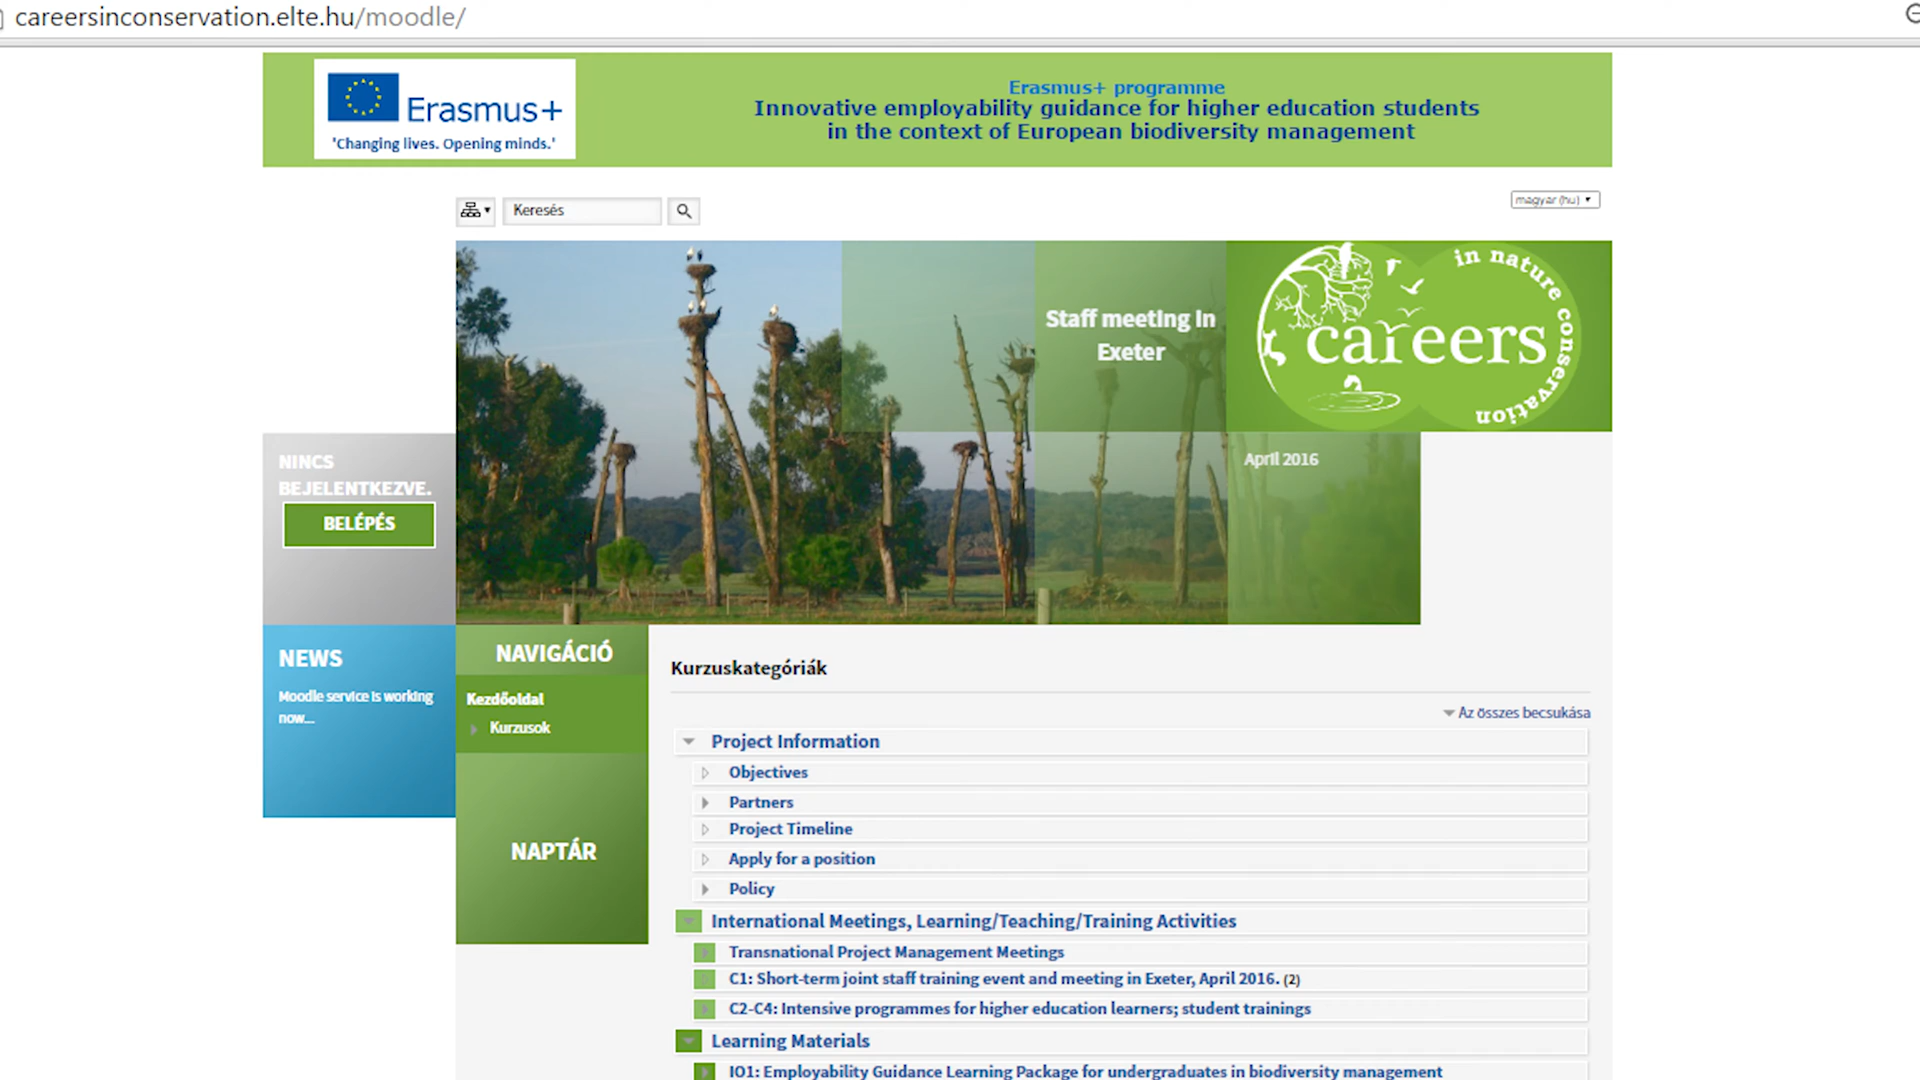 careersinconservation.elte.hu/moodle/
Erasmus+
'Changing lives. Opening minds.'
Erasmus+ programme
Innovative employability guidance for higher education students
in the context of European biodiversity management
Keresés
magyar (hu)
Staff meeting in
Exeter
careers
in nature conservation
April 2016
NINCS
BEJELENTKEZVE.
BELÉPÉS
NEWS
Moodle service is working
now...
NAVIGÁCIÓ
Kezdőoldal
Kurzusok
NAPTÁR
Kurzuskategóriák
Az összes becsukása
Project Information
Objectives
Partners
Project Timeline
Apply for a position
Policy
International Meetings, Learning/Teaching/Training Activities
Transnational Project Management Meetings
C1: Short-term joint staff training event and meeting in Exeter, April 2016. (2)
C2-C4: Intensive programmes for higher education learners; student trainings
Learning Materials
IO1: Employability Guidance Learning Package for undergraduates in biodiversity management